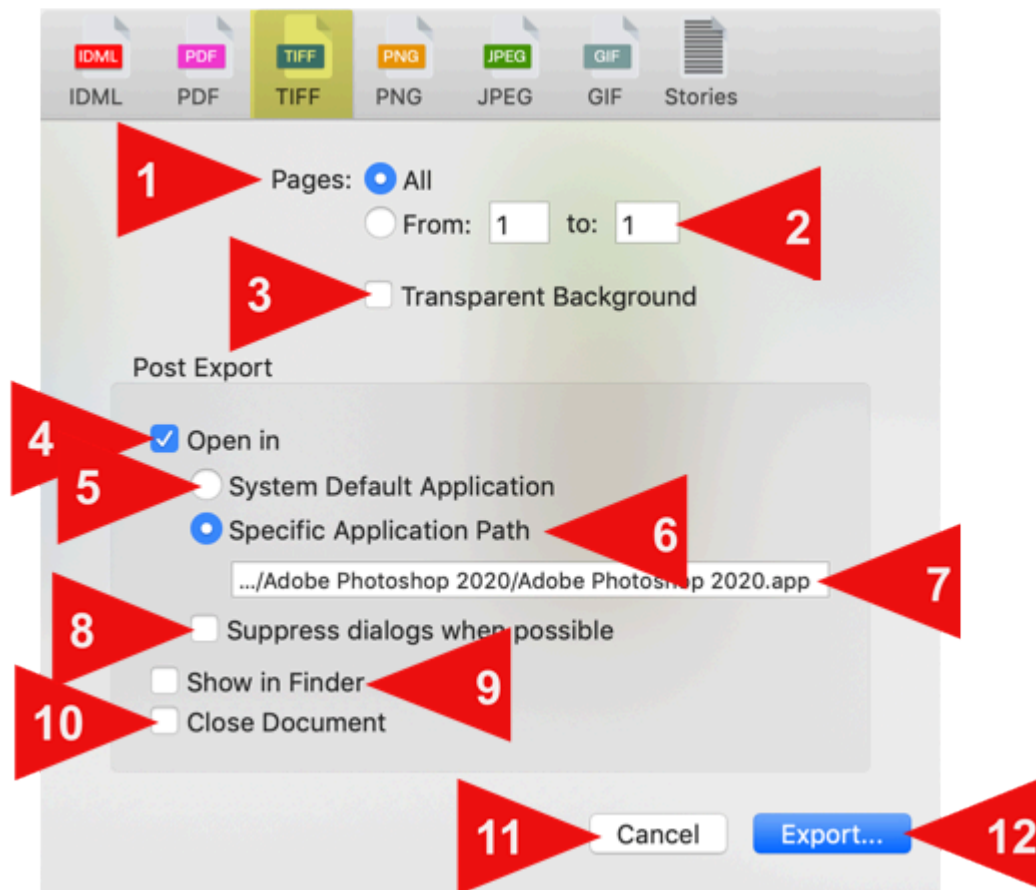 IDML PDF TIFF PNG JPEG GIF
IDML PDF TIFF PNG JPEG GIF Stories
1 Pages: All
From: 1 to: 1 2
3 Transparent Background
Post Export
4 Open in
5 System Default Application
Specific Application Path 6
.../Adobe Photoshop 2020/Adobe Photoshop 2020.app 7
8 Suppress dialogs when possible
Show in Finder 9
10 Close Document
11 Cancel Export... 12